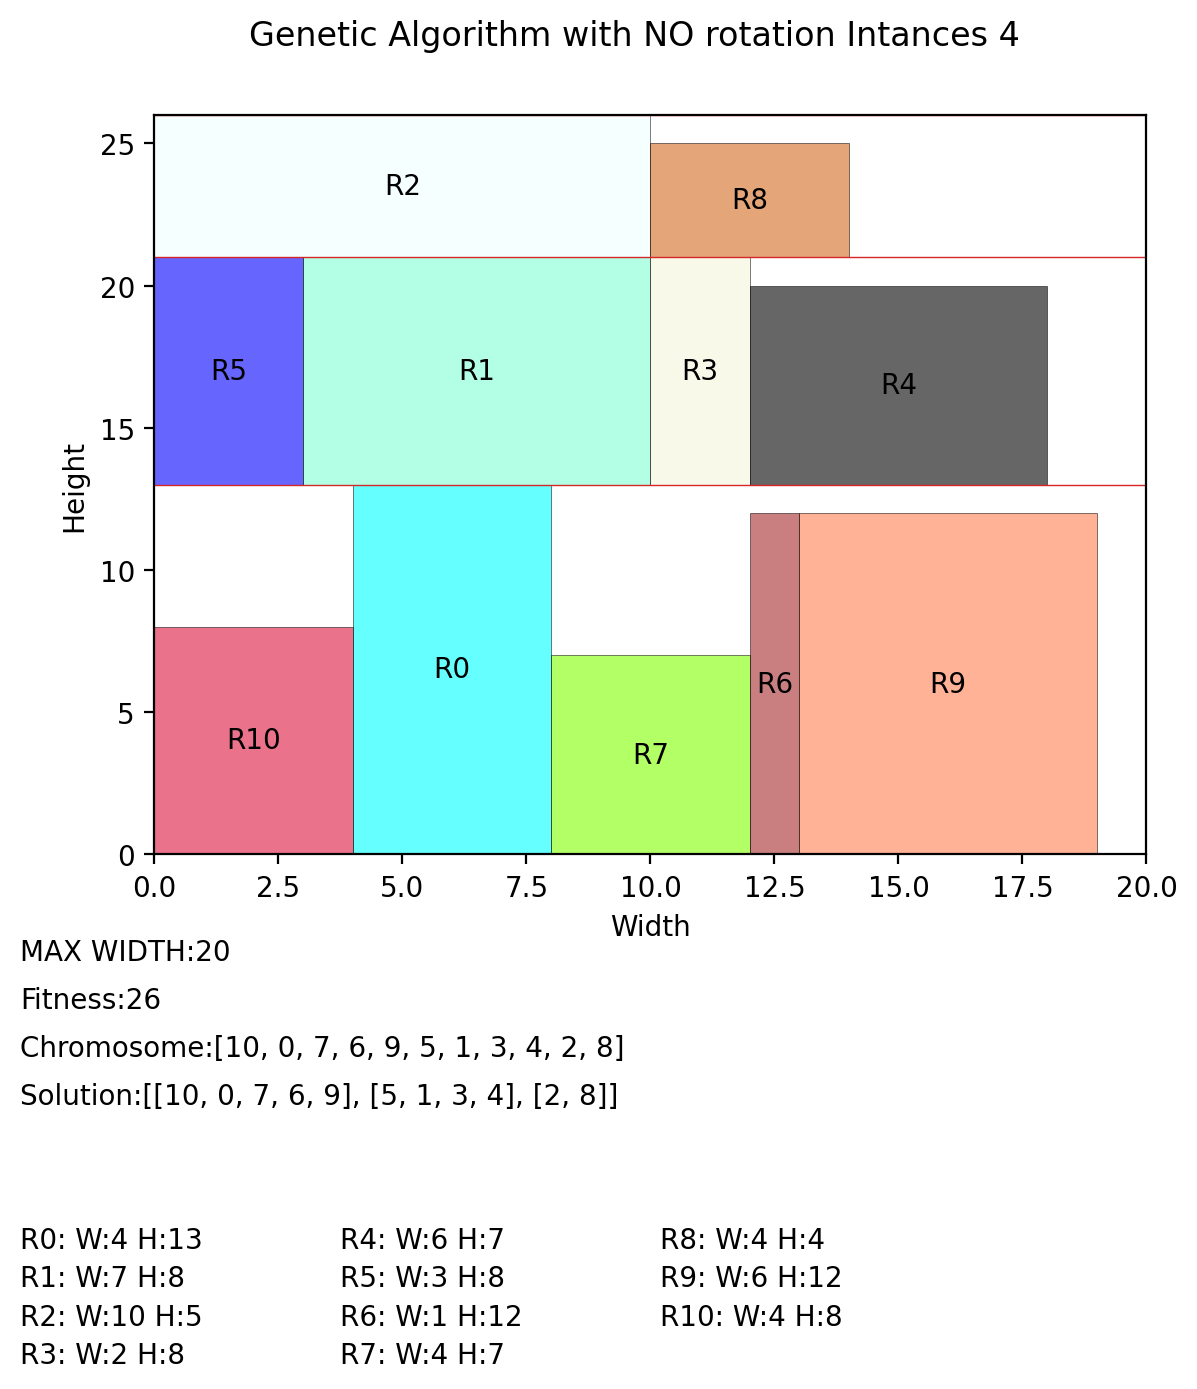 Genetic Algorithm with NO rotation Intances 4
25
R2
R8
20
R5
R1
R3
R4
15
Height
10
R0
R6
R9
5
R10
R7
0
0.0 2.5 5.0 7.5 10.0 12.5 15.0 17.5 20.0
Width
MAX WIDTH:20
Fitness:26
Chromosome:[10, 0, 7, 6, 9, 5, 1, 3, 4, 2, 8]
Solution:[[10, 0, 7, 6, 9], [5, 1, 3, 4], [2, 8]]
R0: W:4 H:13
R1: W:7 H:8
R2: W:10 H:5
R3: W:2 H:8
R4: W:6 H:7
R5: W:3 H:8
R6: W:1 H:12
R7: W:4 H:7
R8: W:4 H:4
R9: W:6 H:12
R10: W:4 H:8